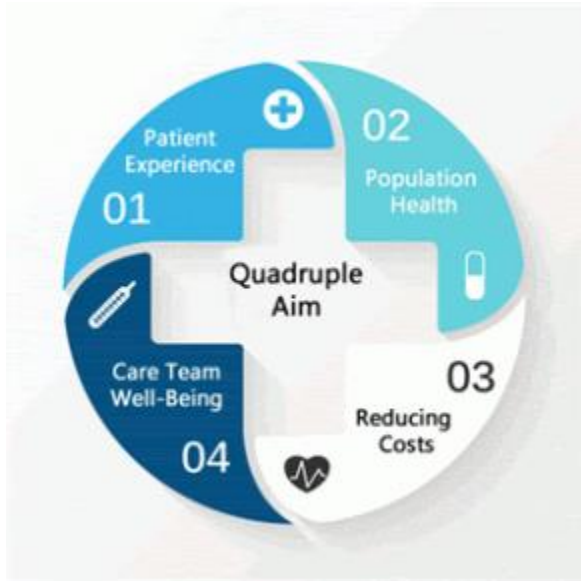 Patient
Experience
01
02
Population
Health
Quadruple
Aim
03
Reducing
Costs
Care Team
Well-Being
04